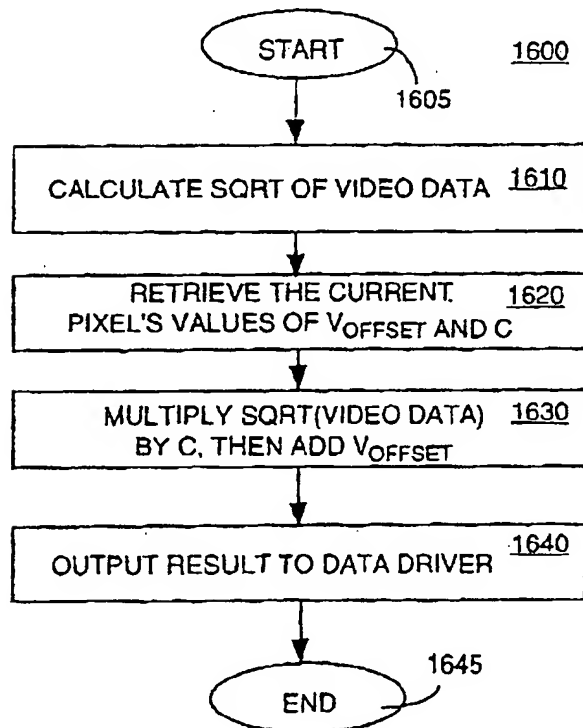 START
1600
1605
CALCULATE SQRT OF VIDEO DATA 1610
RETRIEVE THE CURRENT. 1620
PIXEL'S VALUES OF VOFFSET AND C
MULTIPLY SQRT(VIDEO DATA) 1630
BY C, THEN ADD VOFFSET
OUTPUT RESULT TO DATA DRIVER 1640
1645
END